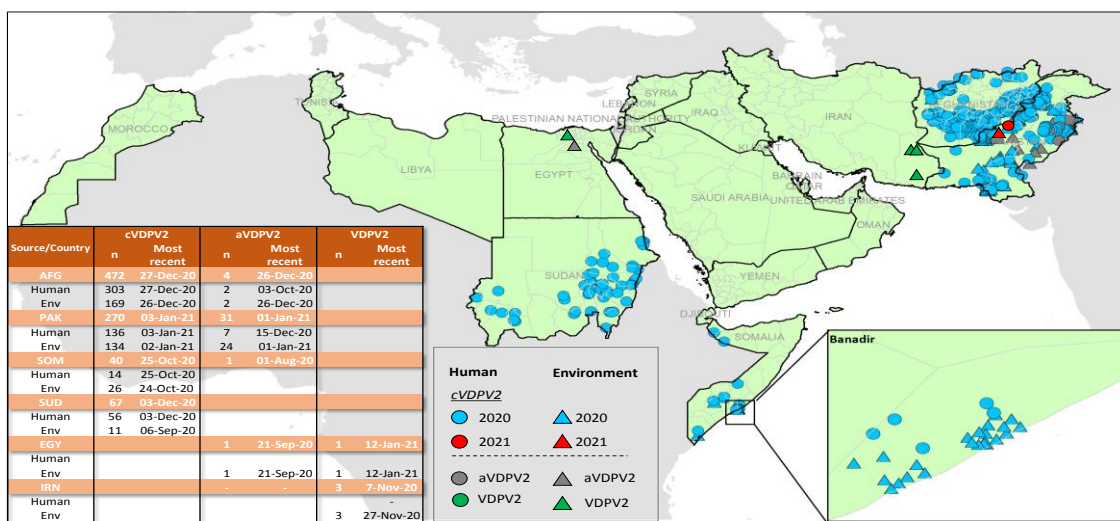 TUNISIA
MOROCCO
LIBYA
EGYPT
SUDAN
SYRIA
LEBANON
PALESTINIAN NATIONAL AUTHORITY
JORDAN
IRAQ
IRAN
KUWAIT
BAHRAIN
QATAR
SAUDI ARABIA
UNITED ARAB EMIRATES
OMAN
YEMEN
DJIBOUTI
SOMALIA
AFGHANISTAN
Source/Country cVDPV2 aVDPV2 VDPV2
n Most recent n Most recent n Most recent
AFG 472 27-Dec-20 4 26-Dec-20
Human 303 27-Dec-20 2 03-Oct-20
Env 169 26-Dec-20 2 26-Dec-20
PAK 270 03-Jan-21 31 01-Jan-21
Human 136 03-Jan-21 7 15-Dec-20
Env 134 02-Jan-21 24 01-Jan-21
SOM 40 25-Oct-20 1 01-Aug-20
Human 14 25-Oct-20
Env 26 24-Oct-20
SUD 67 03-Dec-20
Human 56 03-Dec-20
Env 11 06-Sep-20
EGY 1 21-Sep-20 1 12-Jan-21
Human
Env 1 21-Sep-20 1 12-Jan-21
IRN - - 3 7-Nov-20
Human -
Env 3 27-Nov-20
Human Environment
cVDPV2
2020 2020
2021 2021
aVDPV2 aVDPV2
VDPV2 VDPV2
Banadir